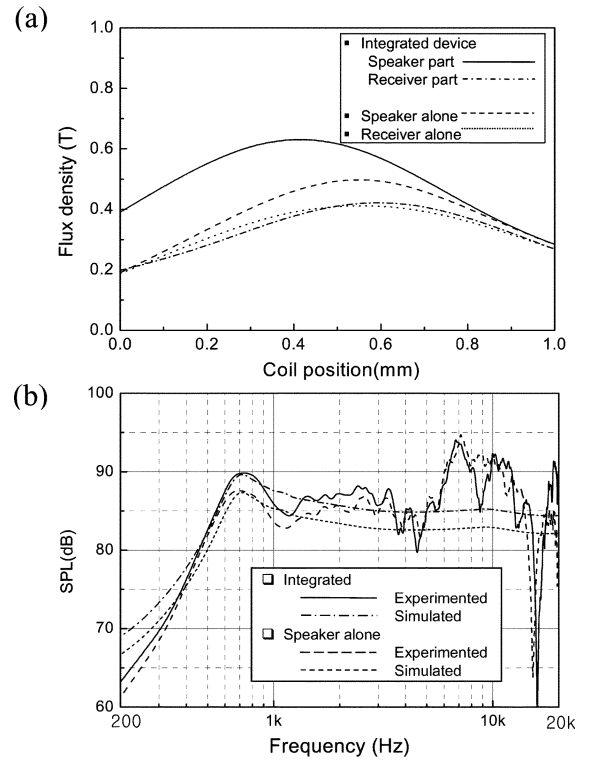 (a)
1.0
0.8
0.6
0.4
0.2
0.0
Flux density (T)
Integrated device
Speaker part
Receiver part
Speaker alone
Receiver alone
0.0 0.2 0.4 0.6 0.8 1.0
Coil position(mm)
(b)
100
90
80
70
60
SPL(dB)
Integrated
Experimented
Simulated
Speaker alone
Experimented
Simulated
200 1k 10k 20k
Frequency (Hz)